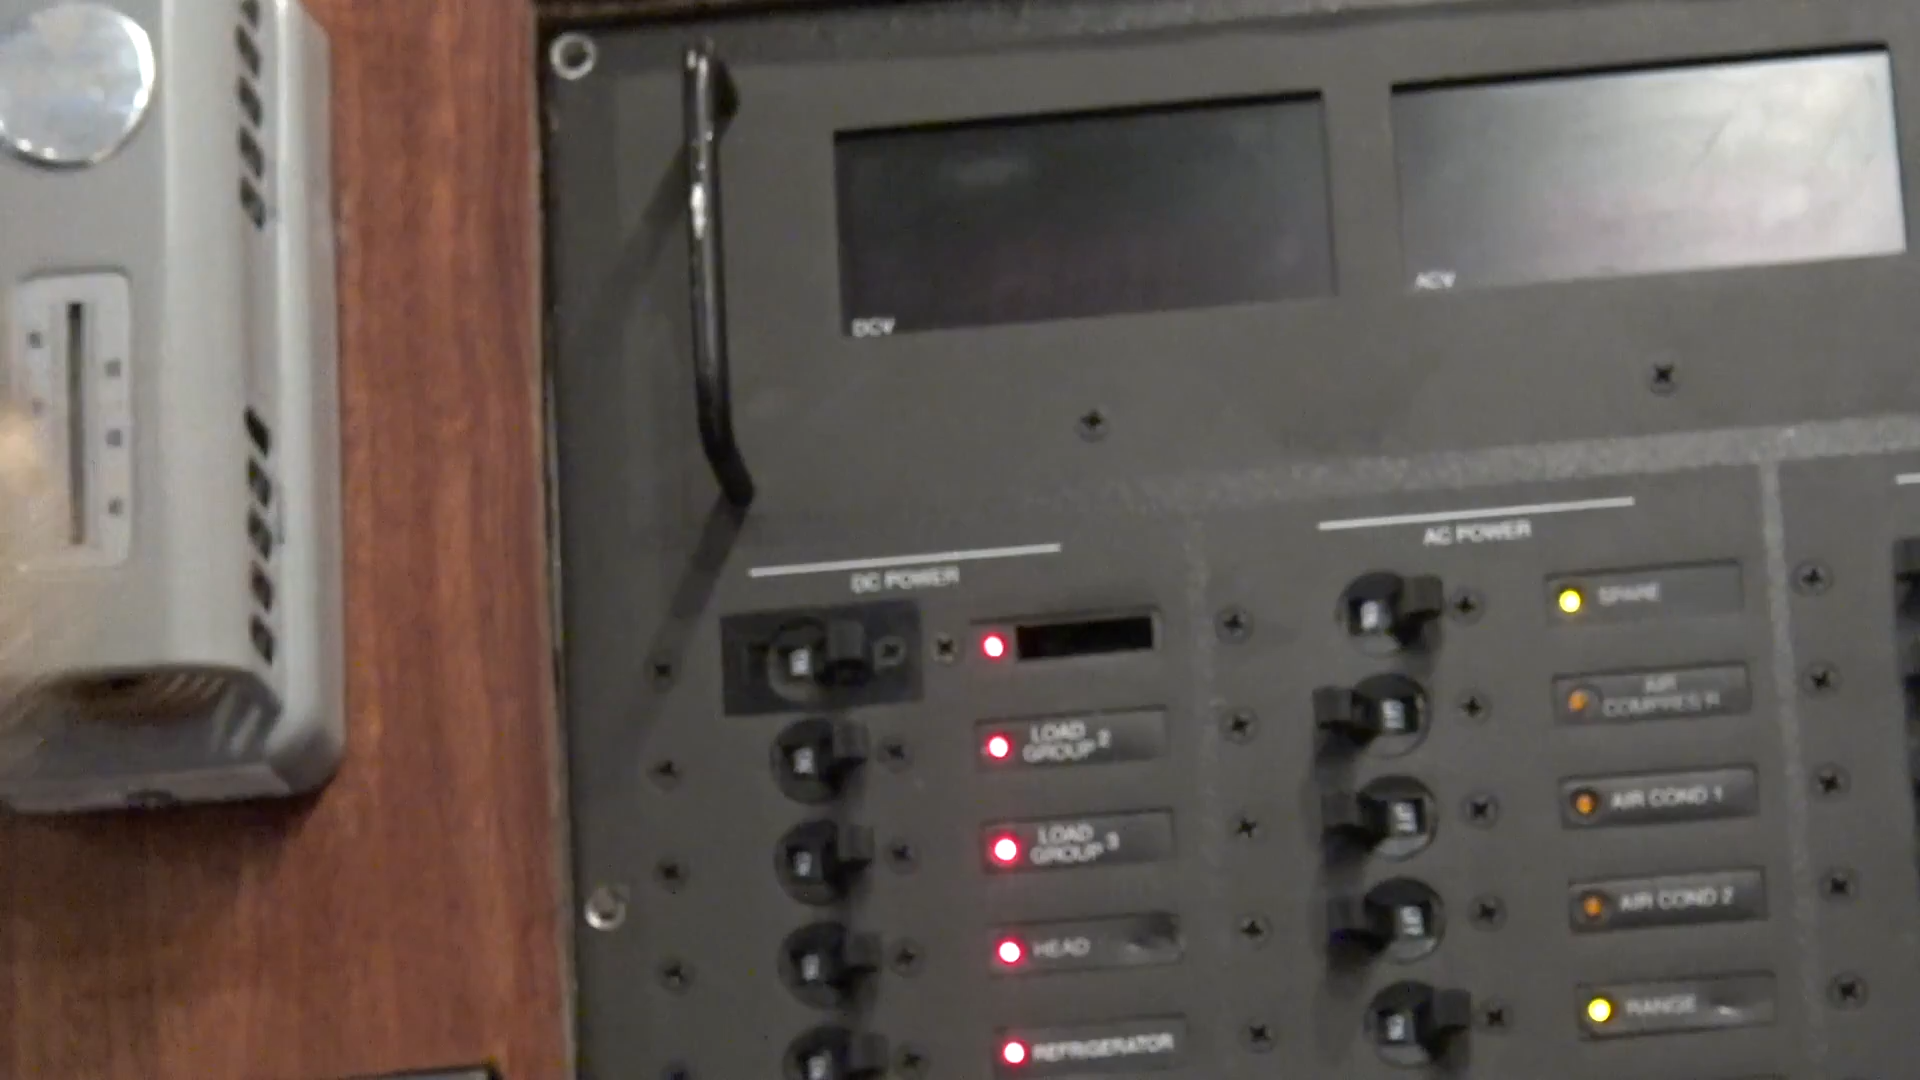 DCV
ACV
DC POWER
AC POWER
SPARE
LOAD
GROUP 2
AIR
COMPRES R
LOAD
GROUP 3
AIR COND 1
HEAD
AIR COND 2
REFRIGERATOR
RANGE